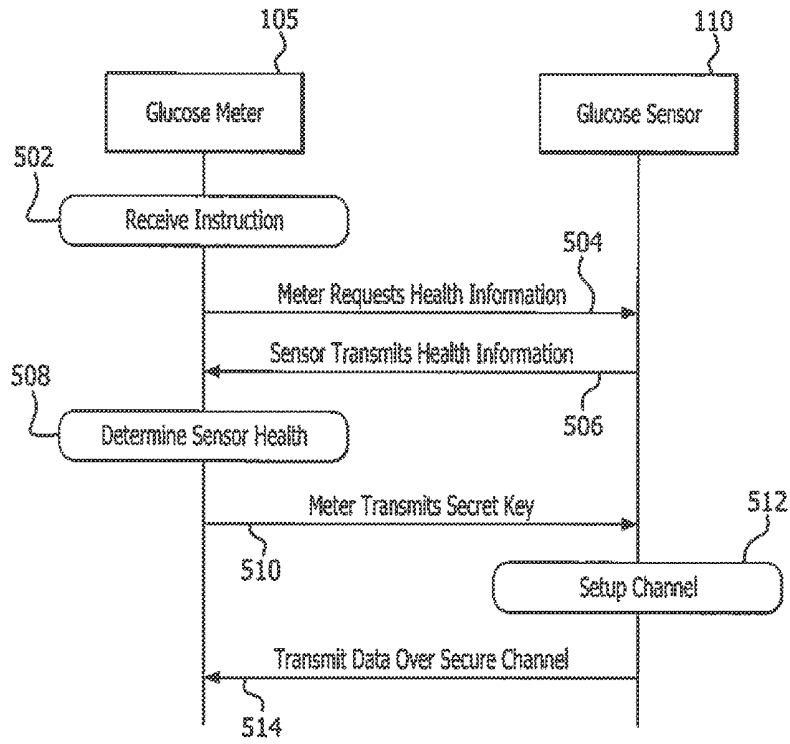 105
110
Glucose Meter
Glucose Sensor
502
Receive Instruction
504
Meter Requests Health Information
Sensor Transmits Health Information
508
506
Determine Sensor Health
Meter Transmits Secret Key
512
510
Setup Channel
Transmit Data Over Secure Channel
514